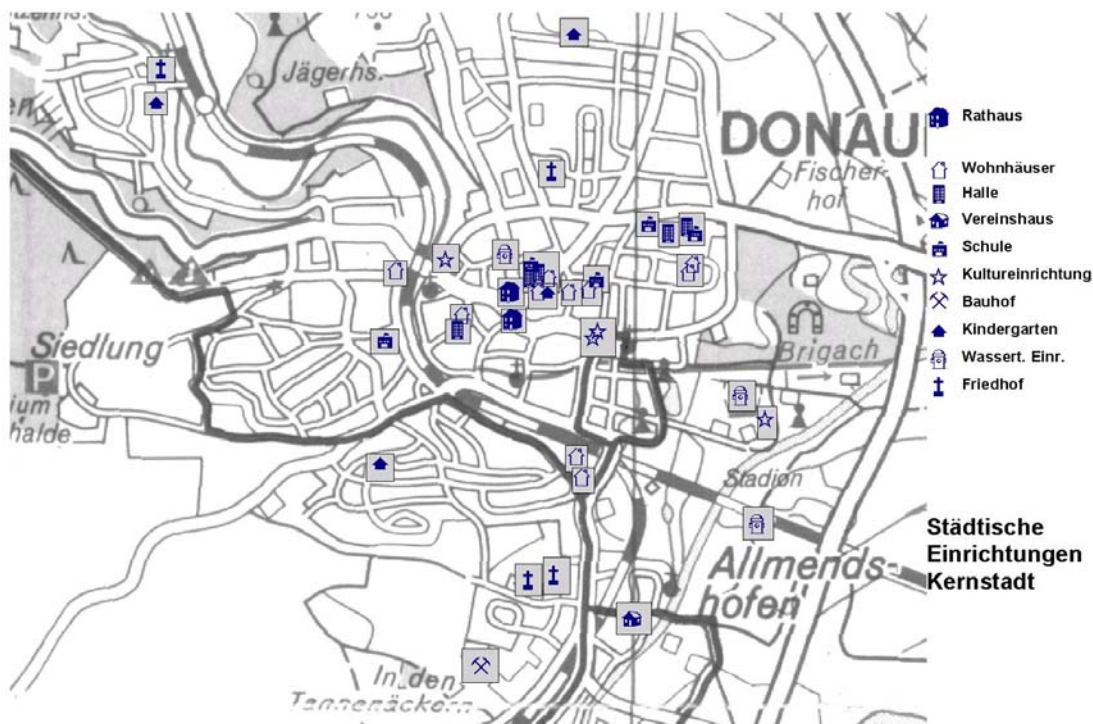 Jägerhs.
DONAU
Fischer-
hof
Rathaus
Wohnhäuser
Halle
Vereinshaus
Schule
Kultureinrichtung
Bauhof
Kindergarten
Wassert. Einr.
Friedhof
Siedlung
P
halde
Brigach
Stadion
Städtische
Einrichtungen
Kernstadt
Allmends-
hofen
In den
Tannenäckern